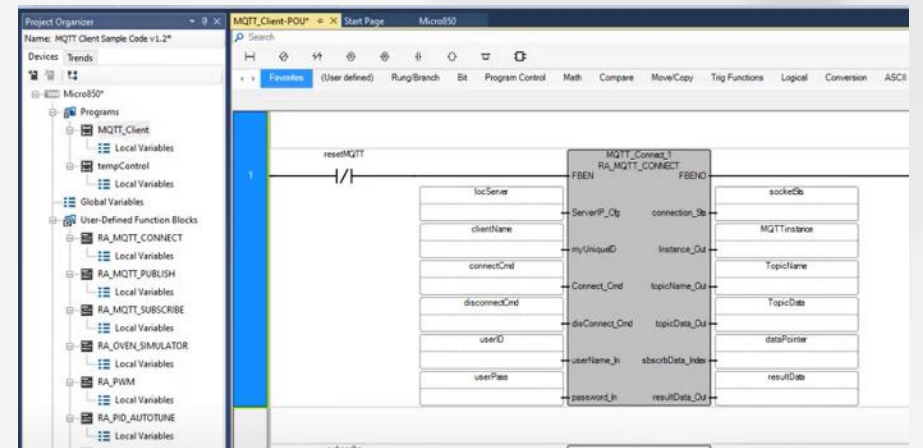 Project Organizer
Name: MQTT Client Sample Code v1.2*
Devices Trends
Micro850*
Programs
MQTT_Client
Local Variables
tempControl
Local Variables
Global Variables
User-Defined Function Blocks
RA_MQTT_CONNECT
Local Variables
RA_MQTT_PUBLISH
Local Variables
RA_MQTT_SUBSCRIBE
Local Variables
RA_OVEN_SIMULATOR
Local Variables
RA_PWM
Local Variables
RA_PID_AUTOTUNE
Local Variables
MQTT_Client-POU* Start Page Micro850
Search
Favorites (User defined) Rung/Branch Bit Program Control Math Compare Move/Copy Trig Functions Logical Conversion ASCII
1
resetMQTT
MQTT_Connect_1
RA_MQTT_CONNECT
FBEN FBENO
locServer socketSts
ServerIP_Cfg connection_Sts
clientName MQTTinstance
myUniqueID Instance_Out
connectCmd TopicName
Connect_Cmd topicName_Out
disconnectCmd TopicData
disConnect_Cmd topicData_Out
userID dataPointer
userName_In sbscrbData_Index
userPass resultData
password_In resultData_Out